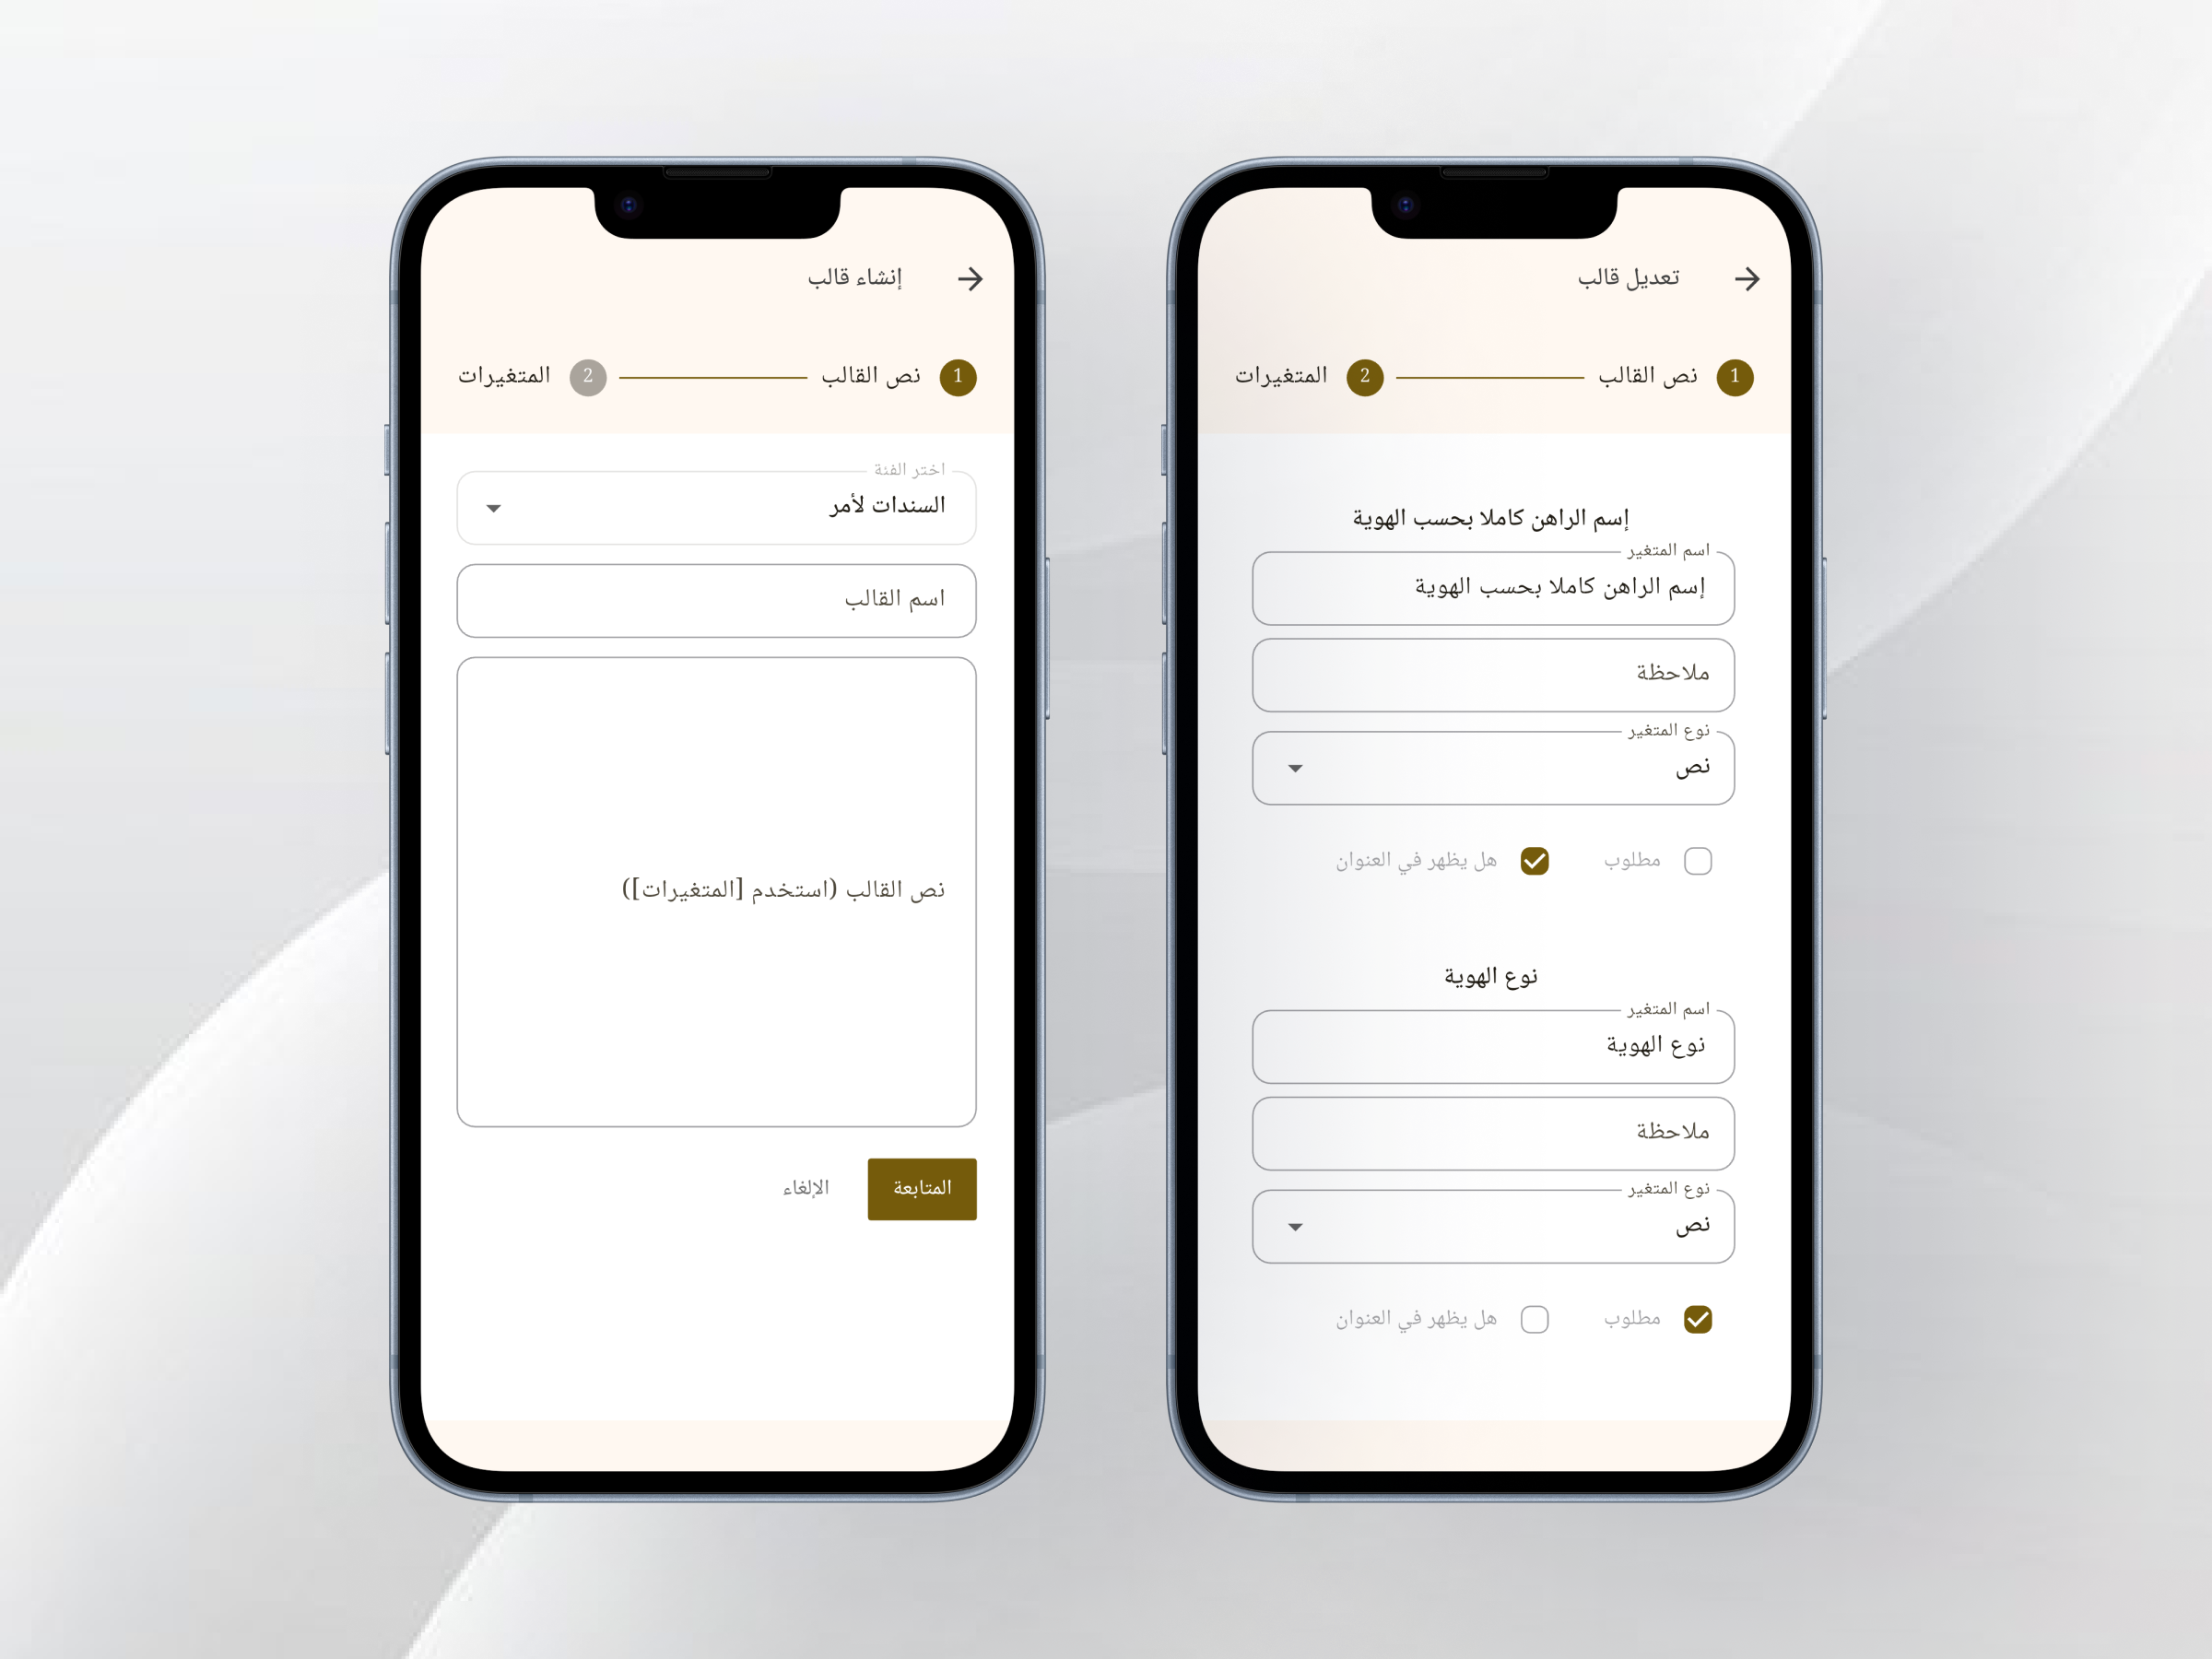 إنشاء قالب
1 نص القالب 2 المتغيرات
اختر الفئة
السندات لأمر
اسم القالب
نص القالب (استخدم [المتغيرات])
المتابعة الإلغاء
تعديل قالب
1 نص القالب 2 المتغيرات
إسم الراهن كاملا بحسب الهوية
اسم المتغير
إسم الراهن كاملا بحسب الهوية
ملاحظة
نوع المتغير
نص
مطلوب هل يظهر في العنوان
نوع الهوية
اسم المتغير
نوع الهوية
ملاحظة
نوع المتغير
نص
مطلوب هل يظهر في العنوان